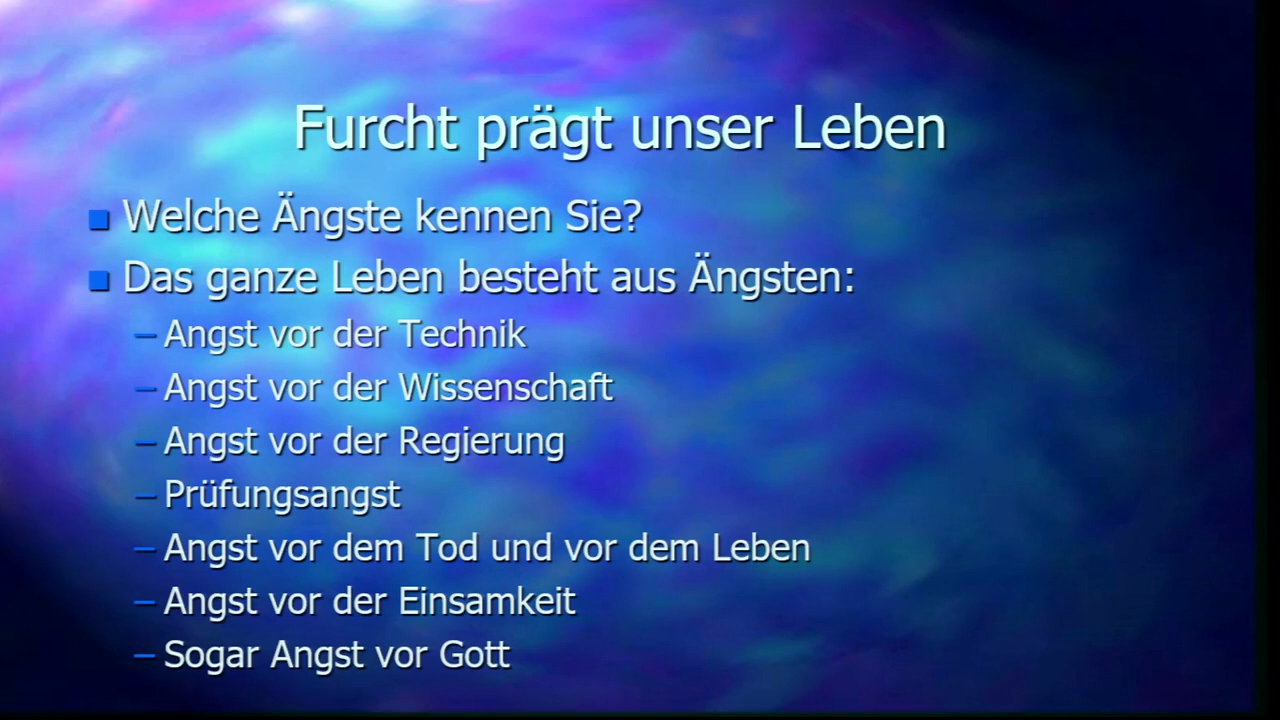 Furcht prägt unser Leben
Welche Ängste kennen Sie?
Das ganze Leben besteht aus Ängsten:
– Angst vor der Technik
– Angst vor der Wissenschaft
– Angst vor der Regierung
– Prüfungsangst
– Angst vor dem Tod und vor dem Leben
– Angst vor der Einsamkeit
– Sogar Angst vor Gott